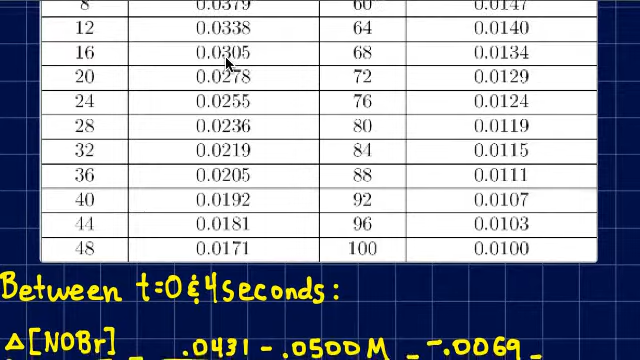 8 0.0379 60 0.0147
12 0.0338 64 0.0140
16 0.0305 68 0.0134
20 0.0278 72 0.0129
24 0.0255 76 0.0124
28 0.0236 80 0.0119
32 0.0219 84 0.0115
36 0.0205 88 0.0111
40 0.0192 92 0.0107
44 0.0181 96 0.0103
48 0.0171 100 0.0100
Between t=0 & 4 seconds:
Δ[NOBr] .0431 - .0500 M = -.0069 =